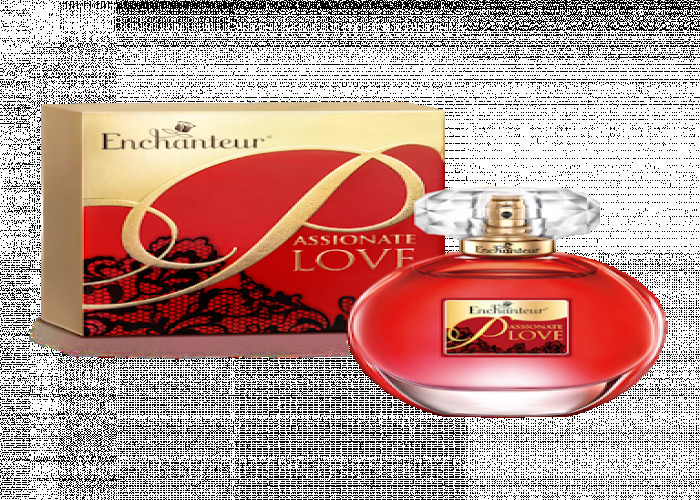 Enchanteur®
PASSIONATE
LOVE
Enchanteur
Enchanteur
PASSIONATE
LOVE